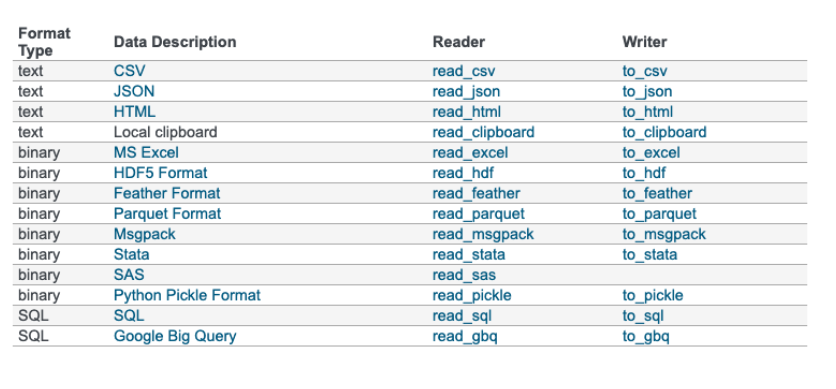 Format Type Data Description Reader Writer
text CSV read_csv to_csv
text JSON read_json to_json
text HTML read_html to_html
text Local clipboard read_clipboard to_clipboard
binary MS Excel read_excel to_excel
binary HDF5 Format read_hdf to_hdf
binary Feather Format read_feather to_feather
binary Parquet Format read_parquet to_parquet
binary Msgpack read_msgpack to_msgpack
binary Stata read_stata to_stata
binary SAS read_sas
binary Python Pickle Format read_pickle to_pickle
SQL SQL read_sql to_sql
SQL Google Big Query read_gbq to_gbq